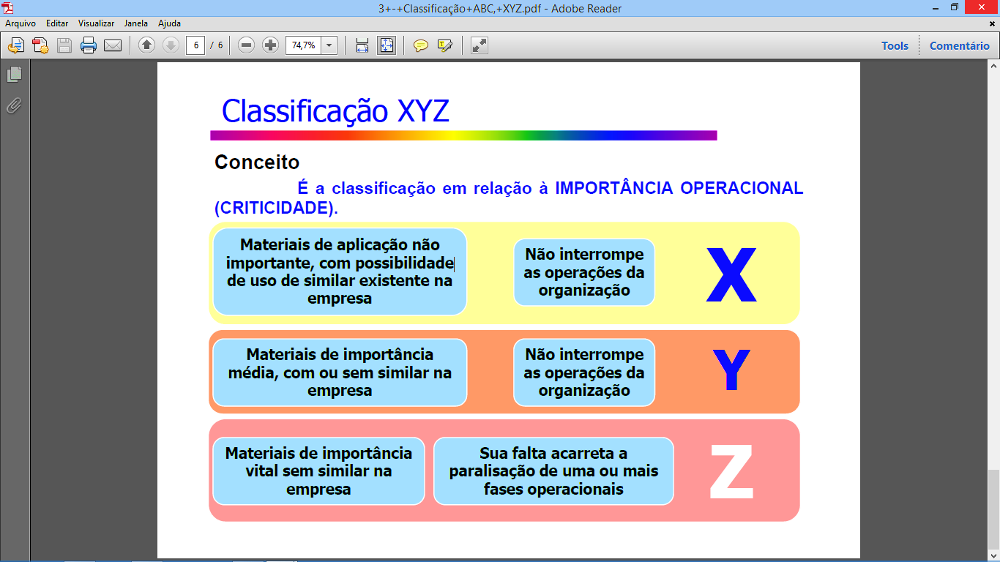 3+-+Classificação+ABC,+XYZ.pdf - Adobe Reader
Arquivo Editar Visualizar Janela Ajuda
6 / 6 74,7% Tools Comentário
Classificação XYZ
Conceito
É a classificação em relação à IMPORTÂNCIA OPERACIONAL
(CRITICIDADE).
Materiais de aplicação não
importante, com possibilidade
de uso de similar existente na
empresa
Não interrompe
as operações da
organização
X
Materiais de importância
média, com ou sem similar na
empresa
Não interrompe
as operações da
organização
Y
Materiais de importância
vital sem similar na
empresa
Sua falta acarreta a
paralisação de uma ou mais
fases operacionais
Z